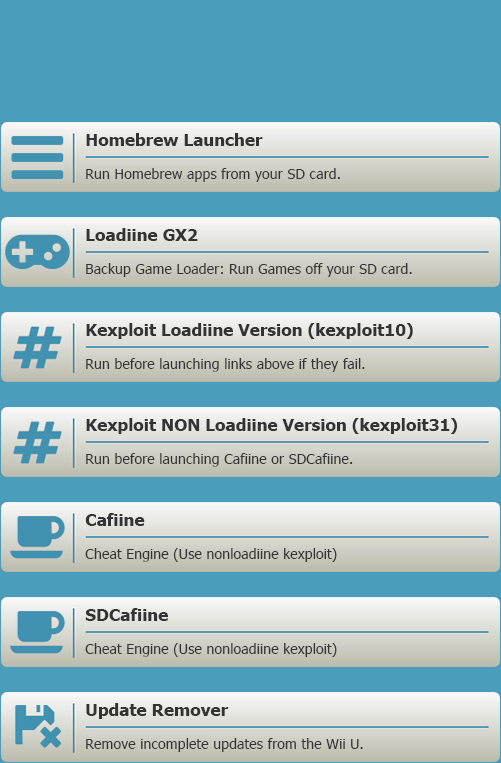 Homebrew Launcher
Run Homebrew apps from your SD card.
Loadiine GX2
Backup Game Loader: Run Games off your SD card.
Kexploit Loadiine Version (kexploit10)
Run before launching links above if they fail.
Kexploit NON Loadiine Version (kexploit31)
Run before launching Cafiine or SDCafiine.
Cafiine
Cheat Engine (Use nonloadiine kexploit)
SDCafiine
Cheat Engine (Use nonloadiine kexploit)
Update Remover
Remove incomplete updates from the Wii U.